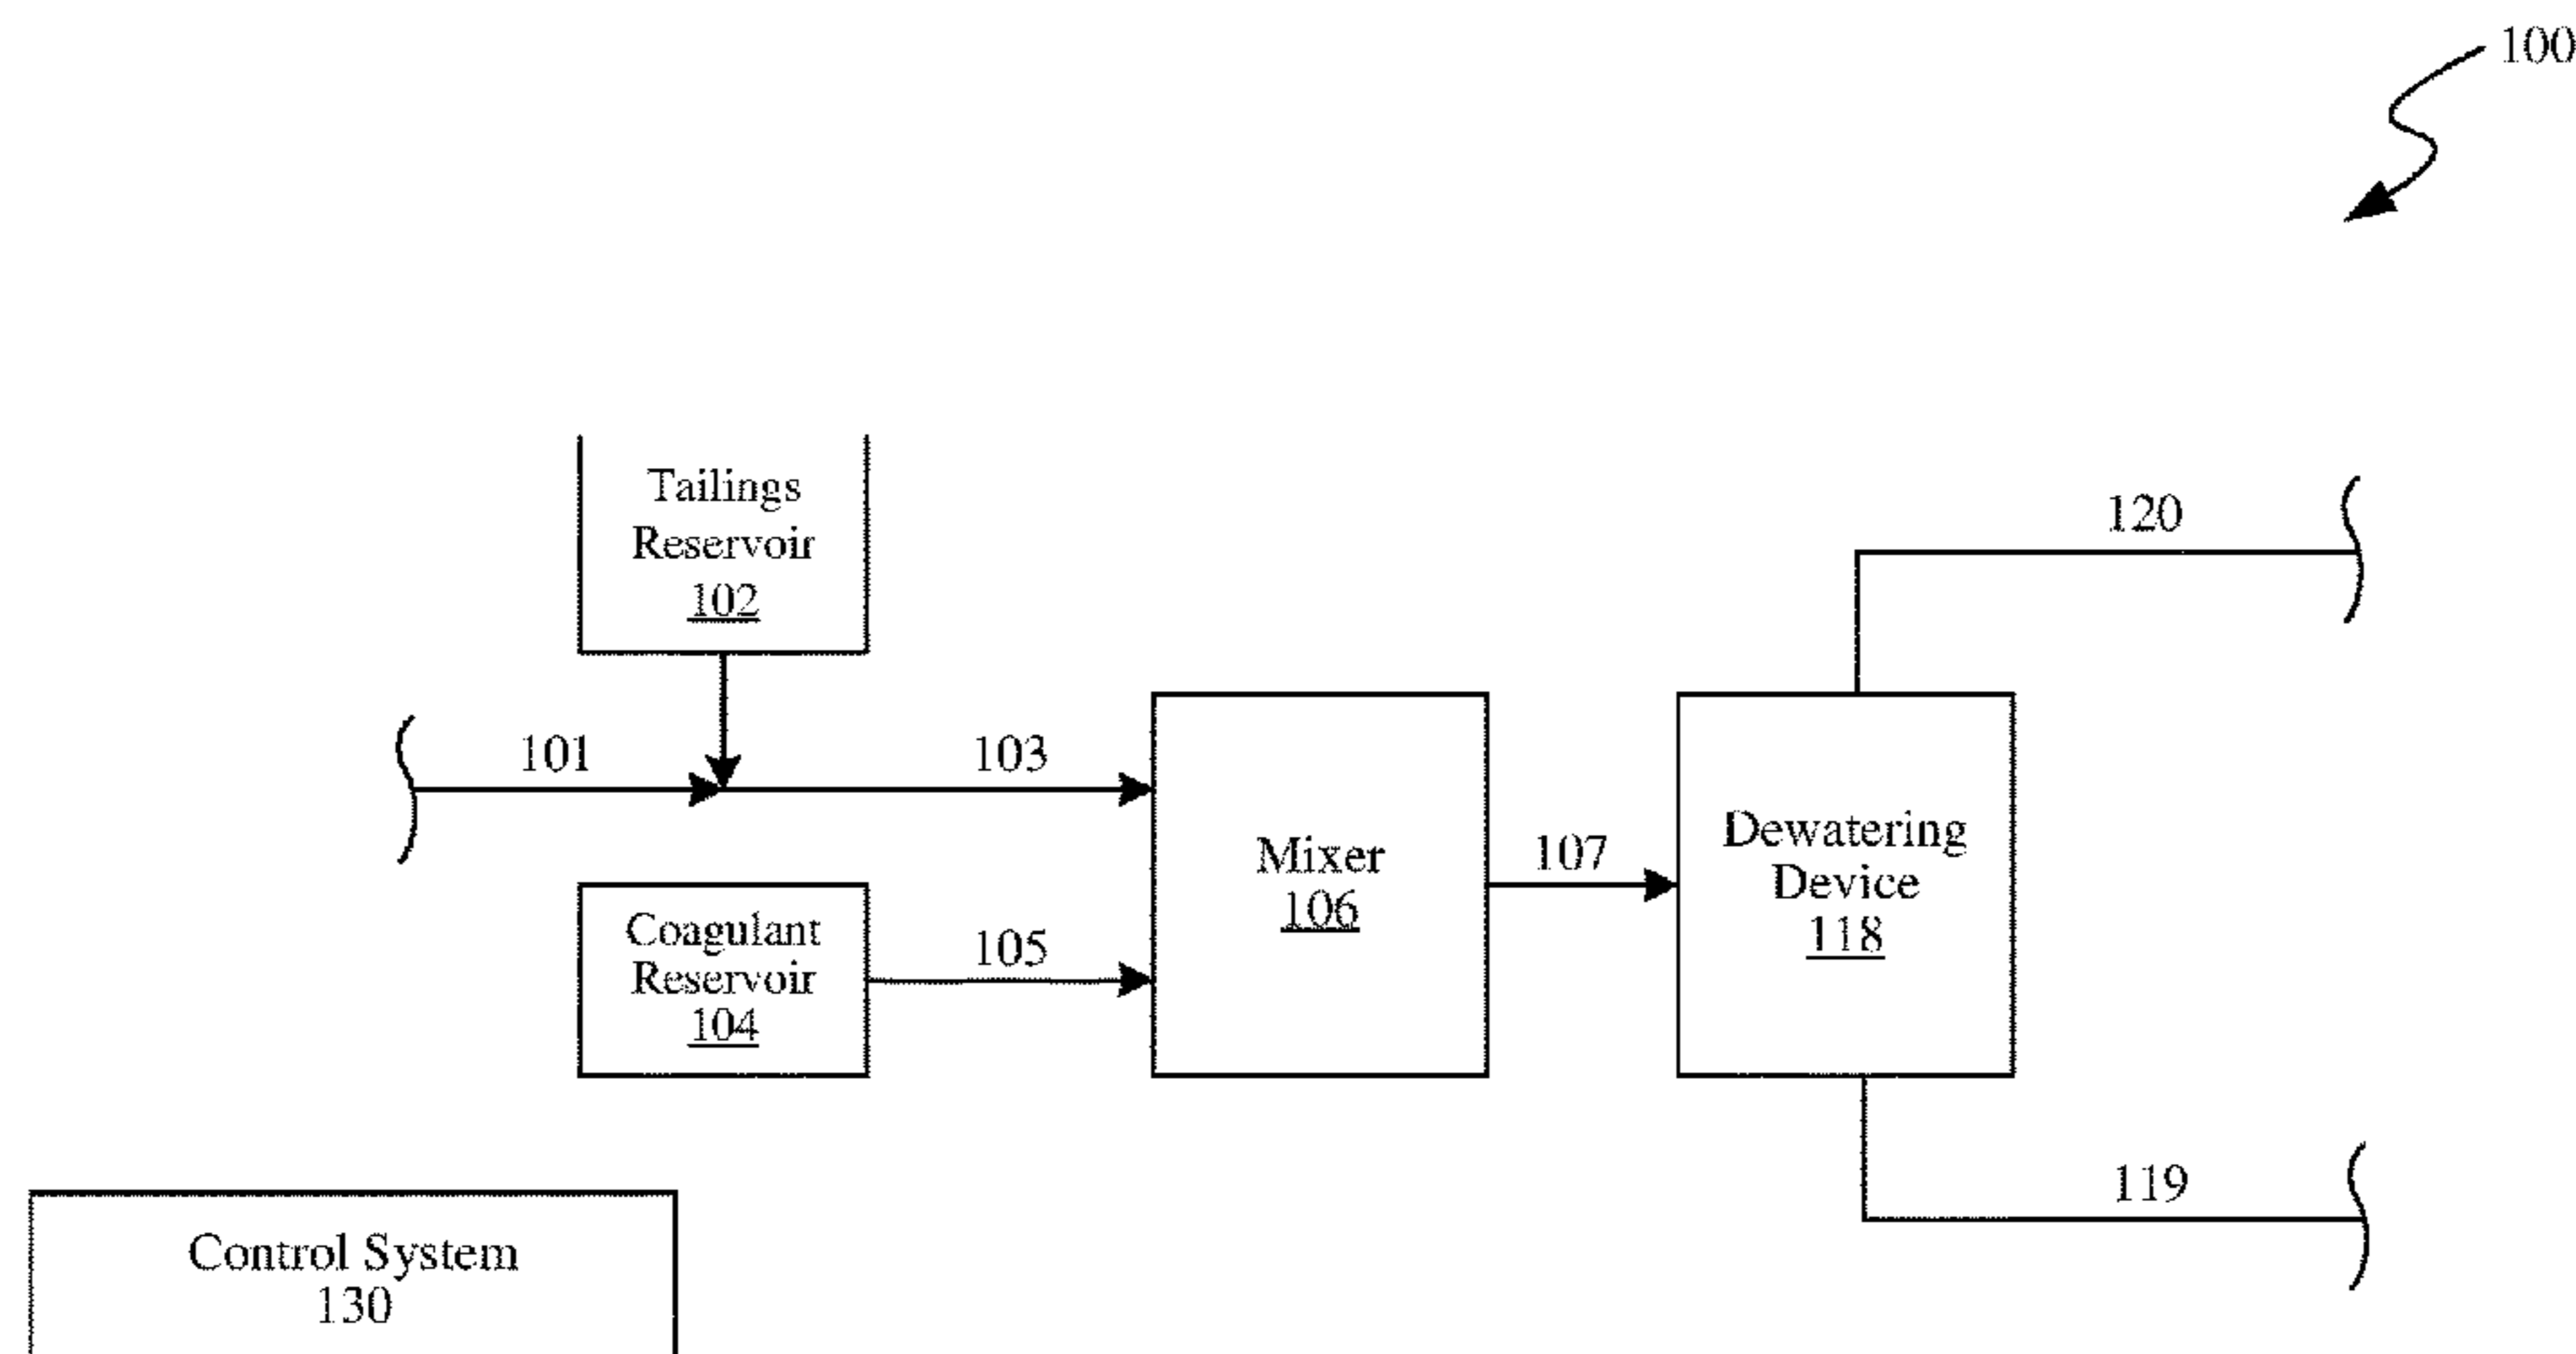 100
Tailings
Reservoir
102
120
101
103
Mixer
106
107
Dewatering
Device
118
Coagulant
Reservoir
104
105
119
Control System
130